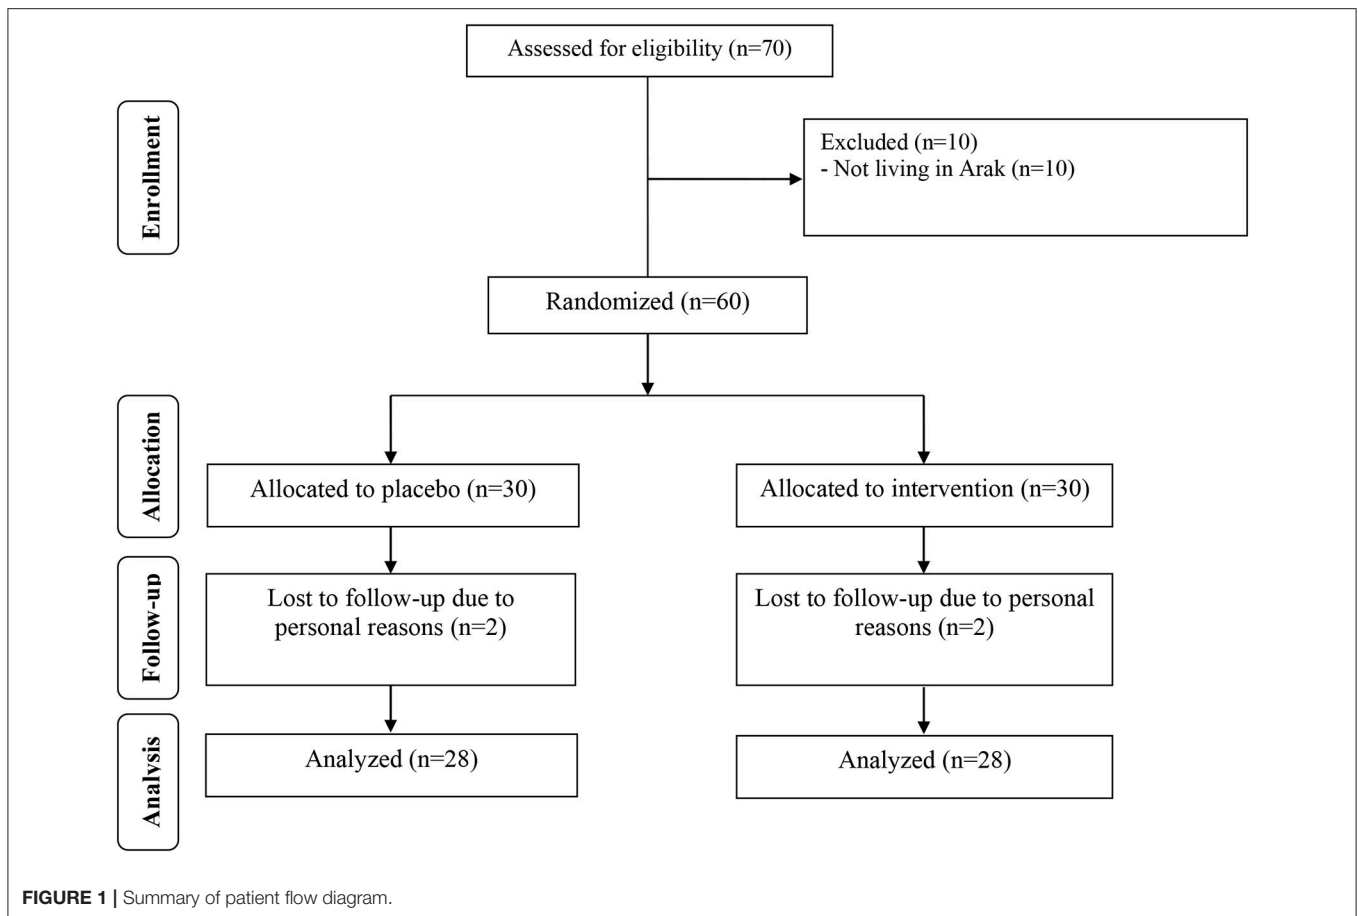 Assessed for eligibility (n=70)
Enrollment
Excluded (n=10)
- Not living in Arak (n=10)
Randomized (n=60)
Allocation
Allocated to placebo (n=30)
Allocated to intervention (n=30)
Follow-up
Lost to follow-up due to
personal reasons (n=2)
Lost to follow-up due to personal
reasons (n=2)
Analysis
Analyzed (n=28)
Analyzed (n=28)
FIGURE 1 | Summary of patient flow diagram.